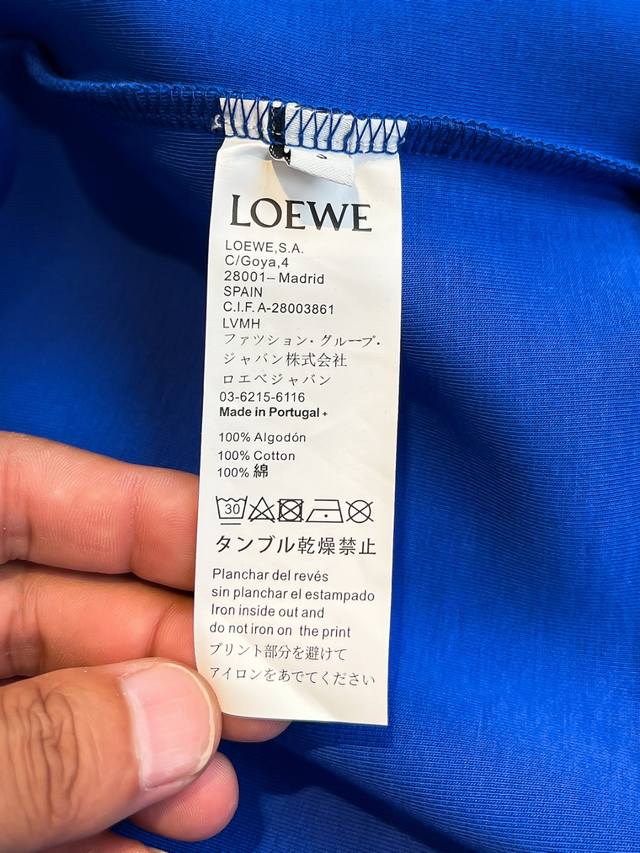 LOEWE
LOEWE,S.A.
C/Goya,4
28001–Madrid
SPAIN
C.I.F.A-28003861
LVMH
ファツション・グループ・
ジャバン株式会社
ロエベジャバン
03-6215-6116
Made in Portugal
100% Algodón
100% Cotton
100% 綿
30
タンブル乾燥禁止
Planchar del revés
sin planchar el estampado
Iron inside out and
do not iron on the print
プリント部分を避けて
アイロンをあでてください